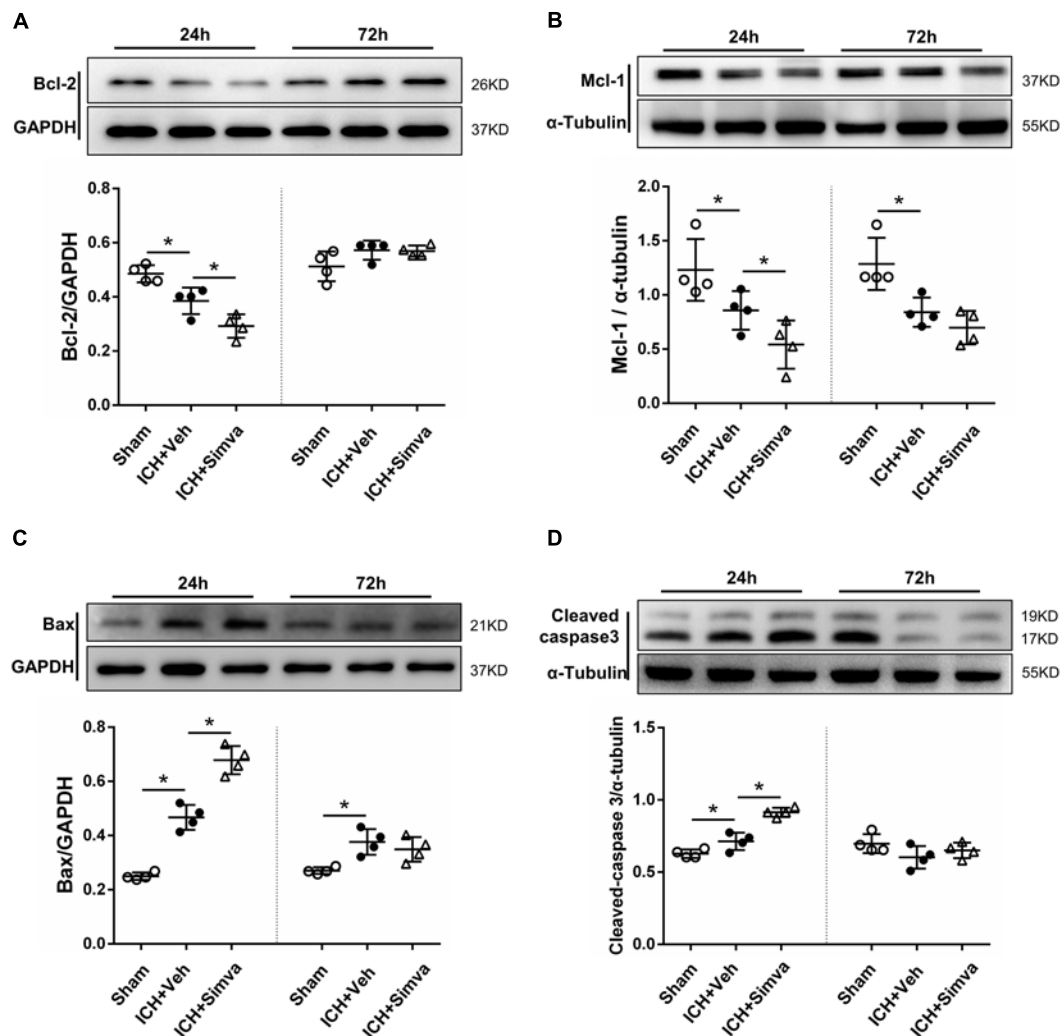 A
24h 72h
Bcl-2 26KD
GAPDH 37KD
Bcl-2/GAPDH
0.8
0.6
0.4
0.2
0.0
* *
Sham ICH+Veh ICH+Simva Sham ICH+Veh ICH+Simva
B
24h 72h
Mcl-1 37KD
α-Tubulin 55KD
Mcl-1 / α-tubulin
2.0
1.5
1.0
0.5
0.0
* * *
Sham ICH+Veh ICH+Simva Sham ICH+Veh ICH+Simva
C
24h 72h
Bax 21KD
GAPDH 37KD
Bax/GAPDH
0.8
0.6
0.4
0.2
0.0
* * *
Sham ICH+Veh ICH+Simva Sham ICH+Veh ICH+Simva
D
24h 72h
Cleaved 19KD
caspase3 17KD
α-Tubulin 55KD
Cleaved-caspase 3/α-tubulin
1.5
1.0
0.5
0.0
* *
Sham ICH+Veh ICH+Simva Sham ICH+Veh ICH+Simva